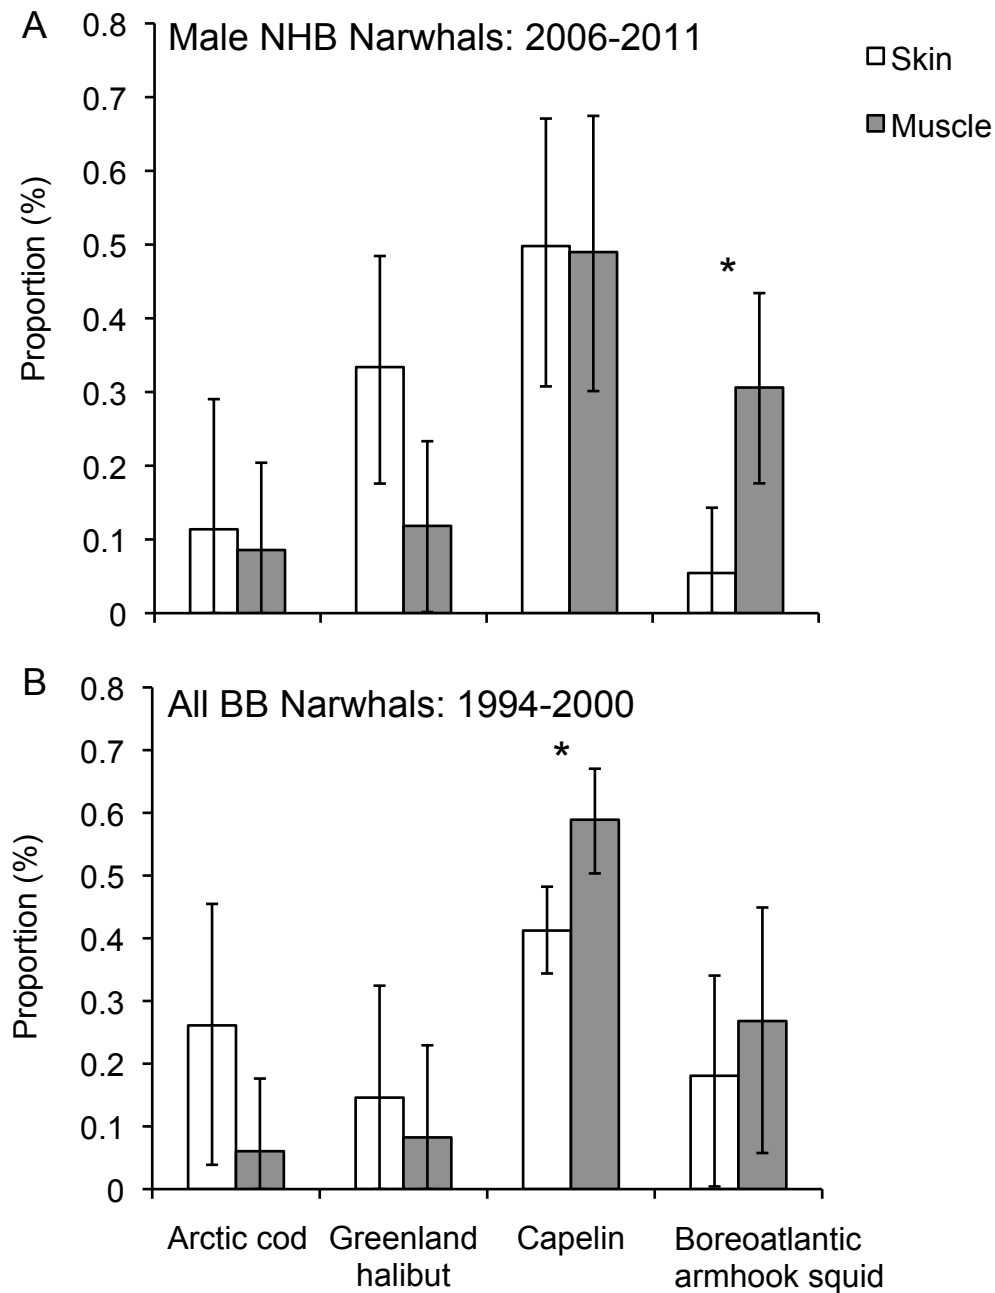 A
Male NHB Narwhals: 2006-2011
Skin
Muscle
Proportion (%)
0.8
0.7
0.6
0.5
0.4
0.3
0.2
0.1
0
*
B
All BB Narwhals: 1994-2000
Proportion (%)
0.8
0.7
0.6
0.5
0.4
0.3
0.2
0.1
0
*
Arctic cod
Greenland
halibut
Capelin
Boreoatlantic
armhook squid